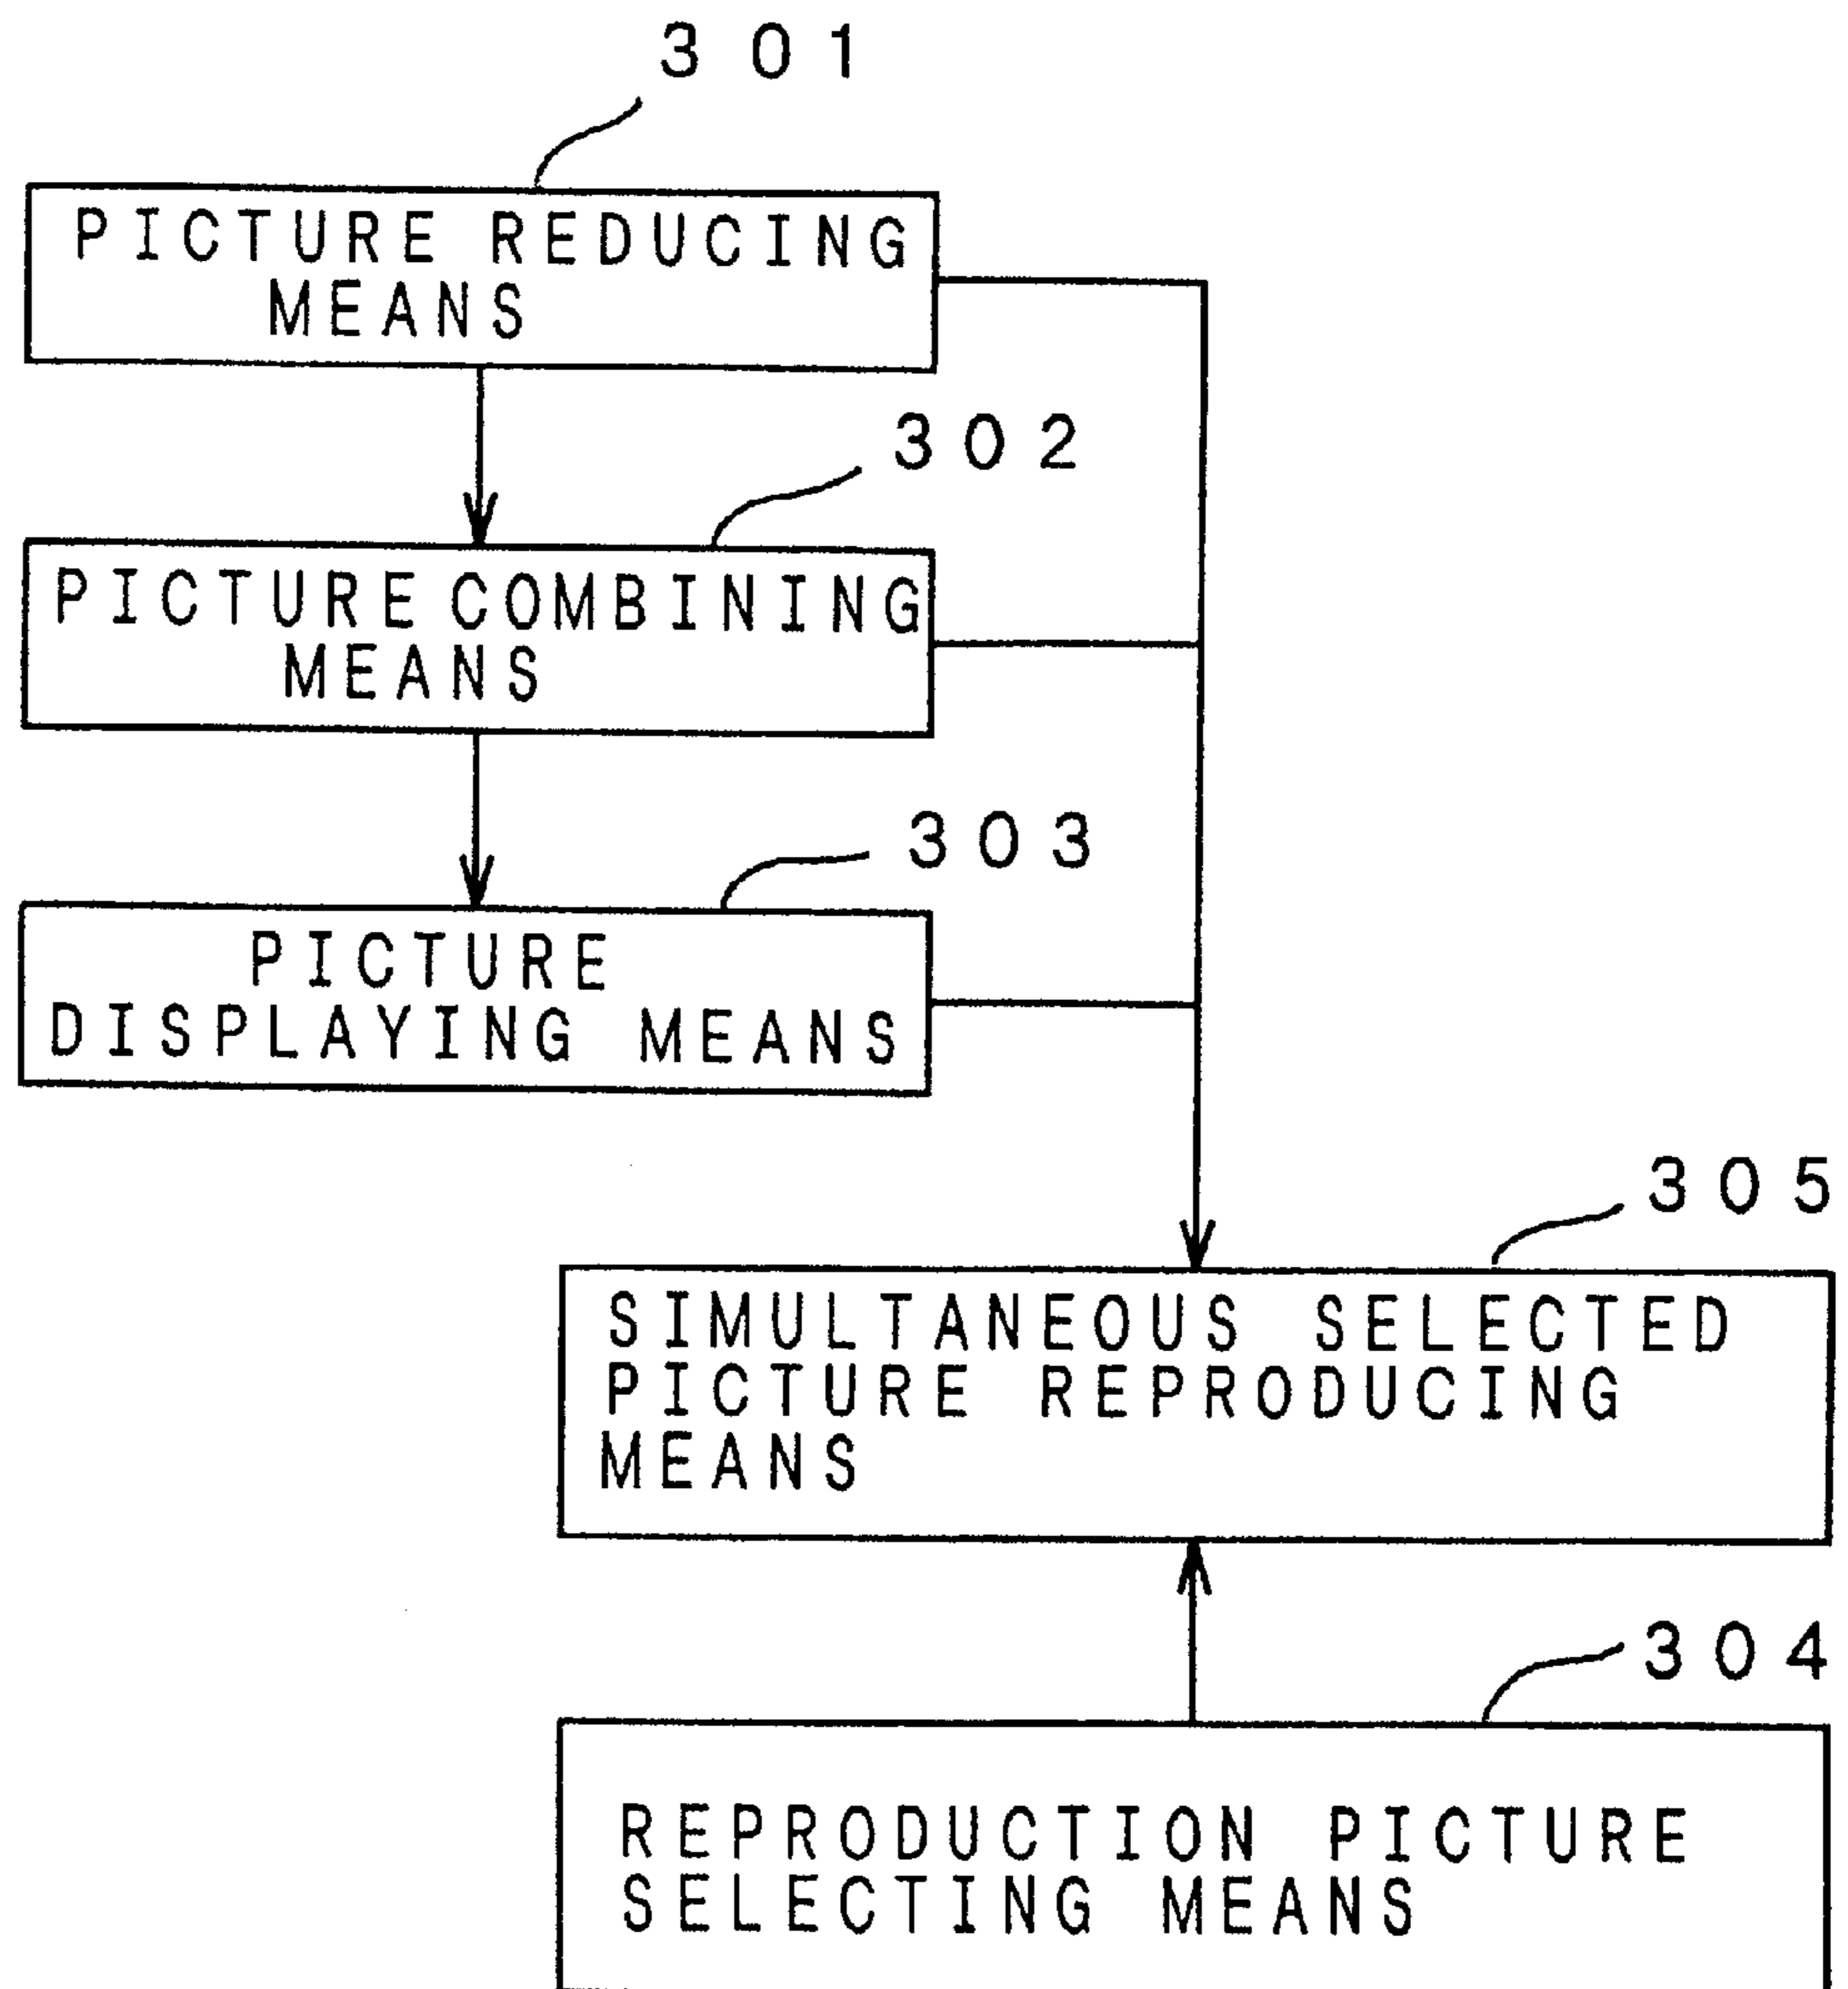 301
PICTURE REDUCING
MEANS
302
PICTURE COMBINING
MEANS
303
PICTURE
DISPLAYING MEANS
305
SIMULTANEOUS SELECTED
PICTURE REPRODUCING
MEANS
304
REPRODUCTION PICTURE
SELECTING MEANS